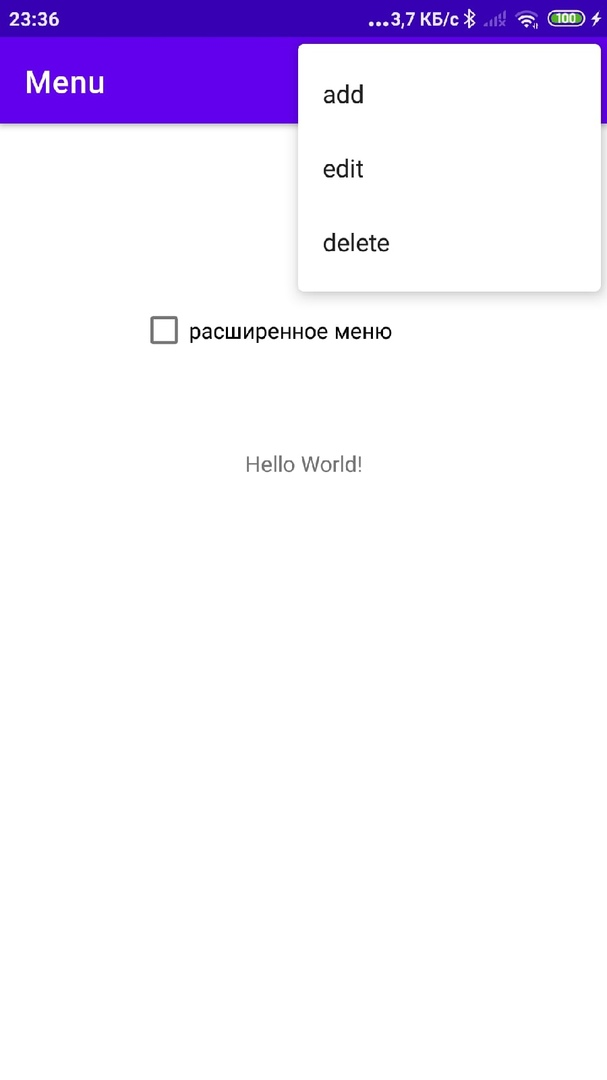 23:36
...3,7 КБ/с
100
Menu
add
edit
delete
расширенное меню
Hello World!